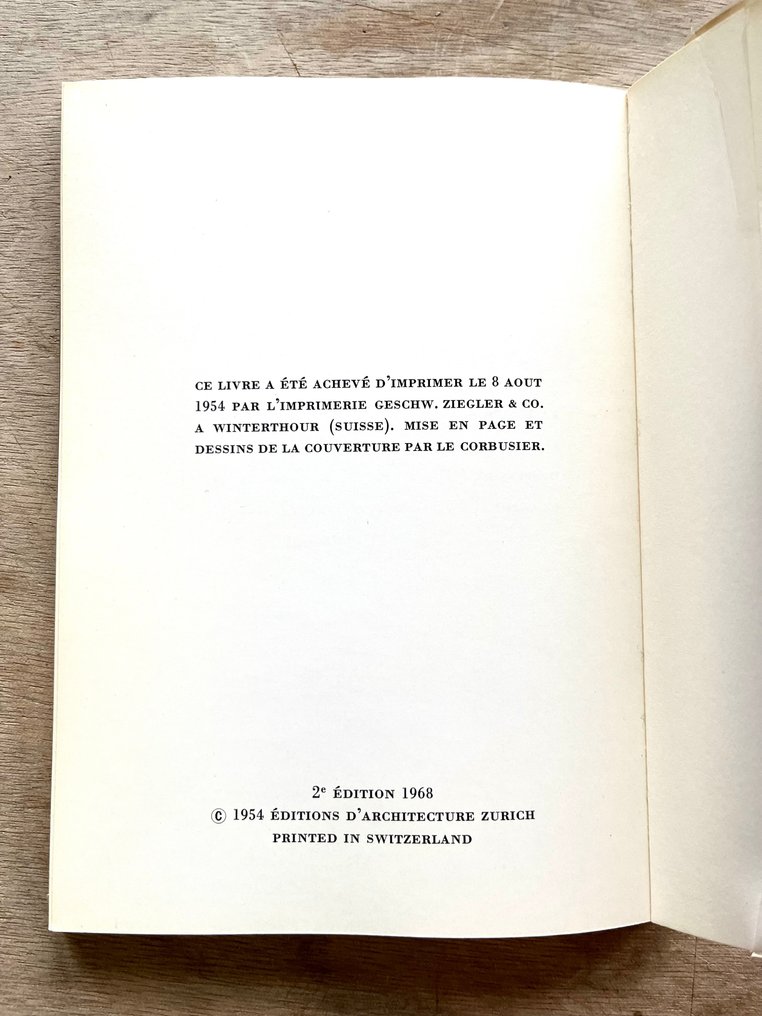 CE LIVRE A ÉTÉ ACHEVÉ D'IMPRIMER LE 8 AOUT
1954 PAR L'IMPRIMERIE GESCHW. ZIEGLER & CO.
A WINTERTHOUR (SUISSE). MISE EN PAGE ET
DESSINS DE LA COUVERTURE PAR LE CORBUSIER.
2e ÉDITION 1968
© 1954 ÉDITIONS D'ARCHITECTURE ZURICH
PRINTED IN SWITZERLAND